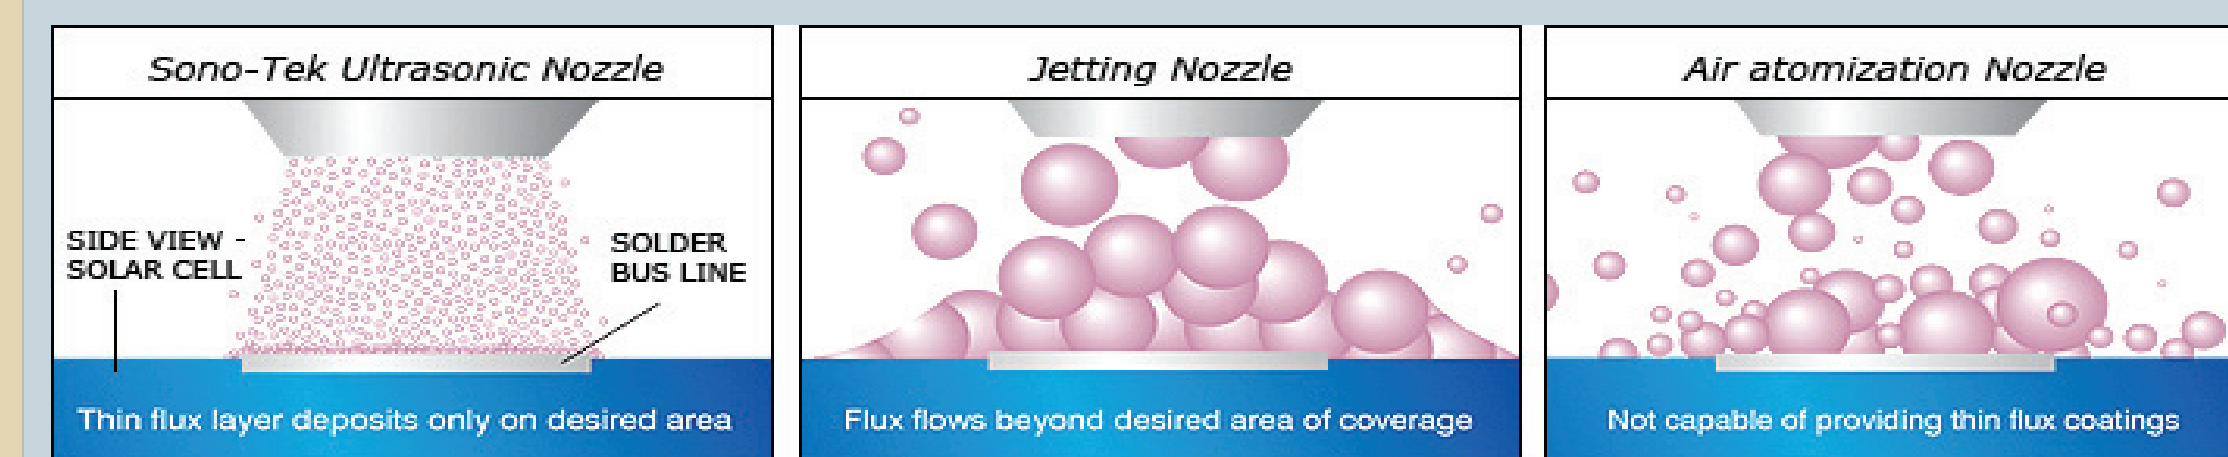 Sono-Tek Ultrasonic Nozzle
SIDE VIEW -
SOLAR CELL
SOLDER
BUS LINE
Thin flux layer deposits only on desired area
Jetting Nozzle
Flux flows beyond desired area of coverage
Air atomization Nozzle
Not capable of providing thin flux coatings